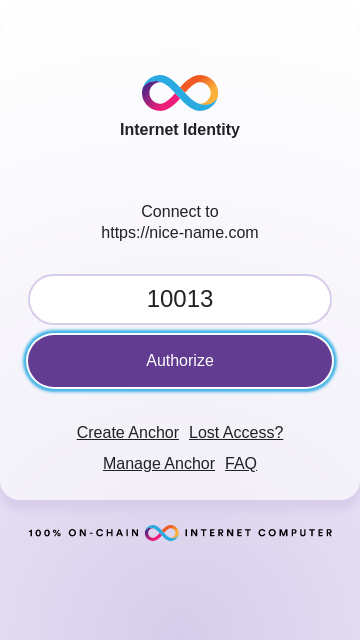 Internet Identity
Connect to
https://nice-name.com
10013
Authorize
Create Anchor Lost Access?
Manage Anchor FAQ
100% ON-CHAIN INTERNET COMPUTER